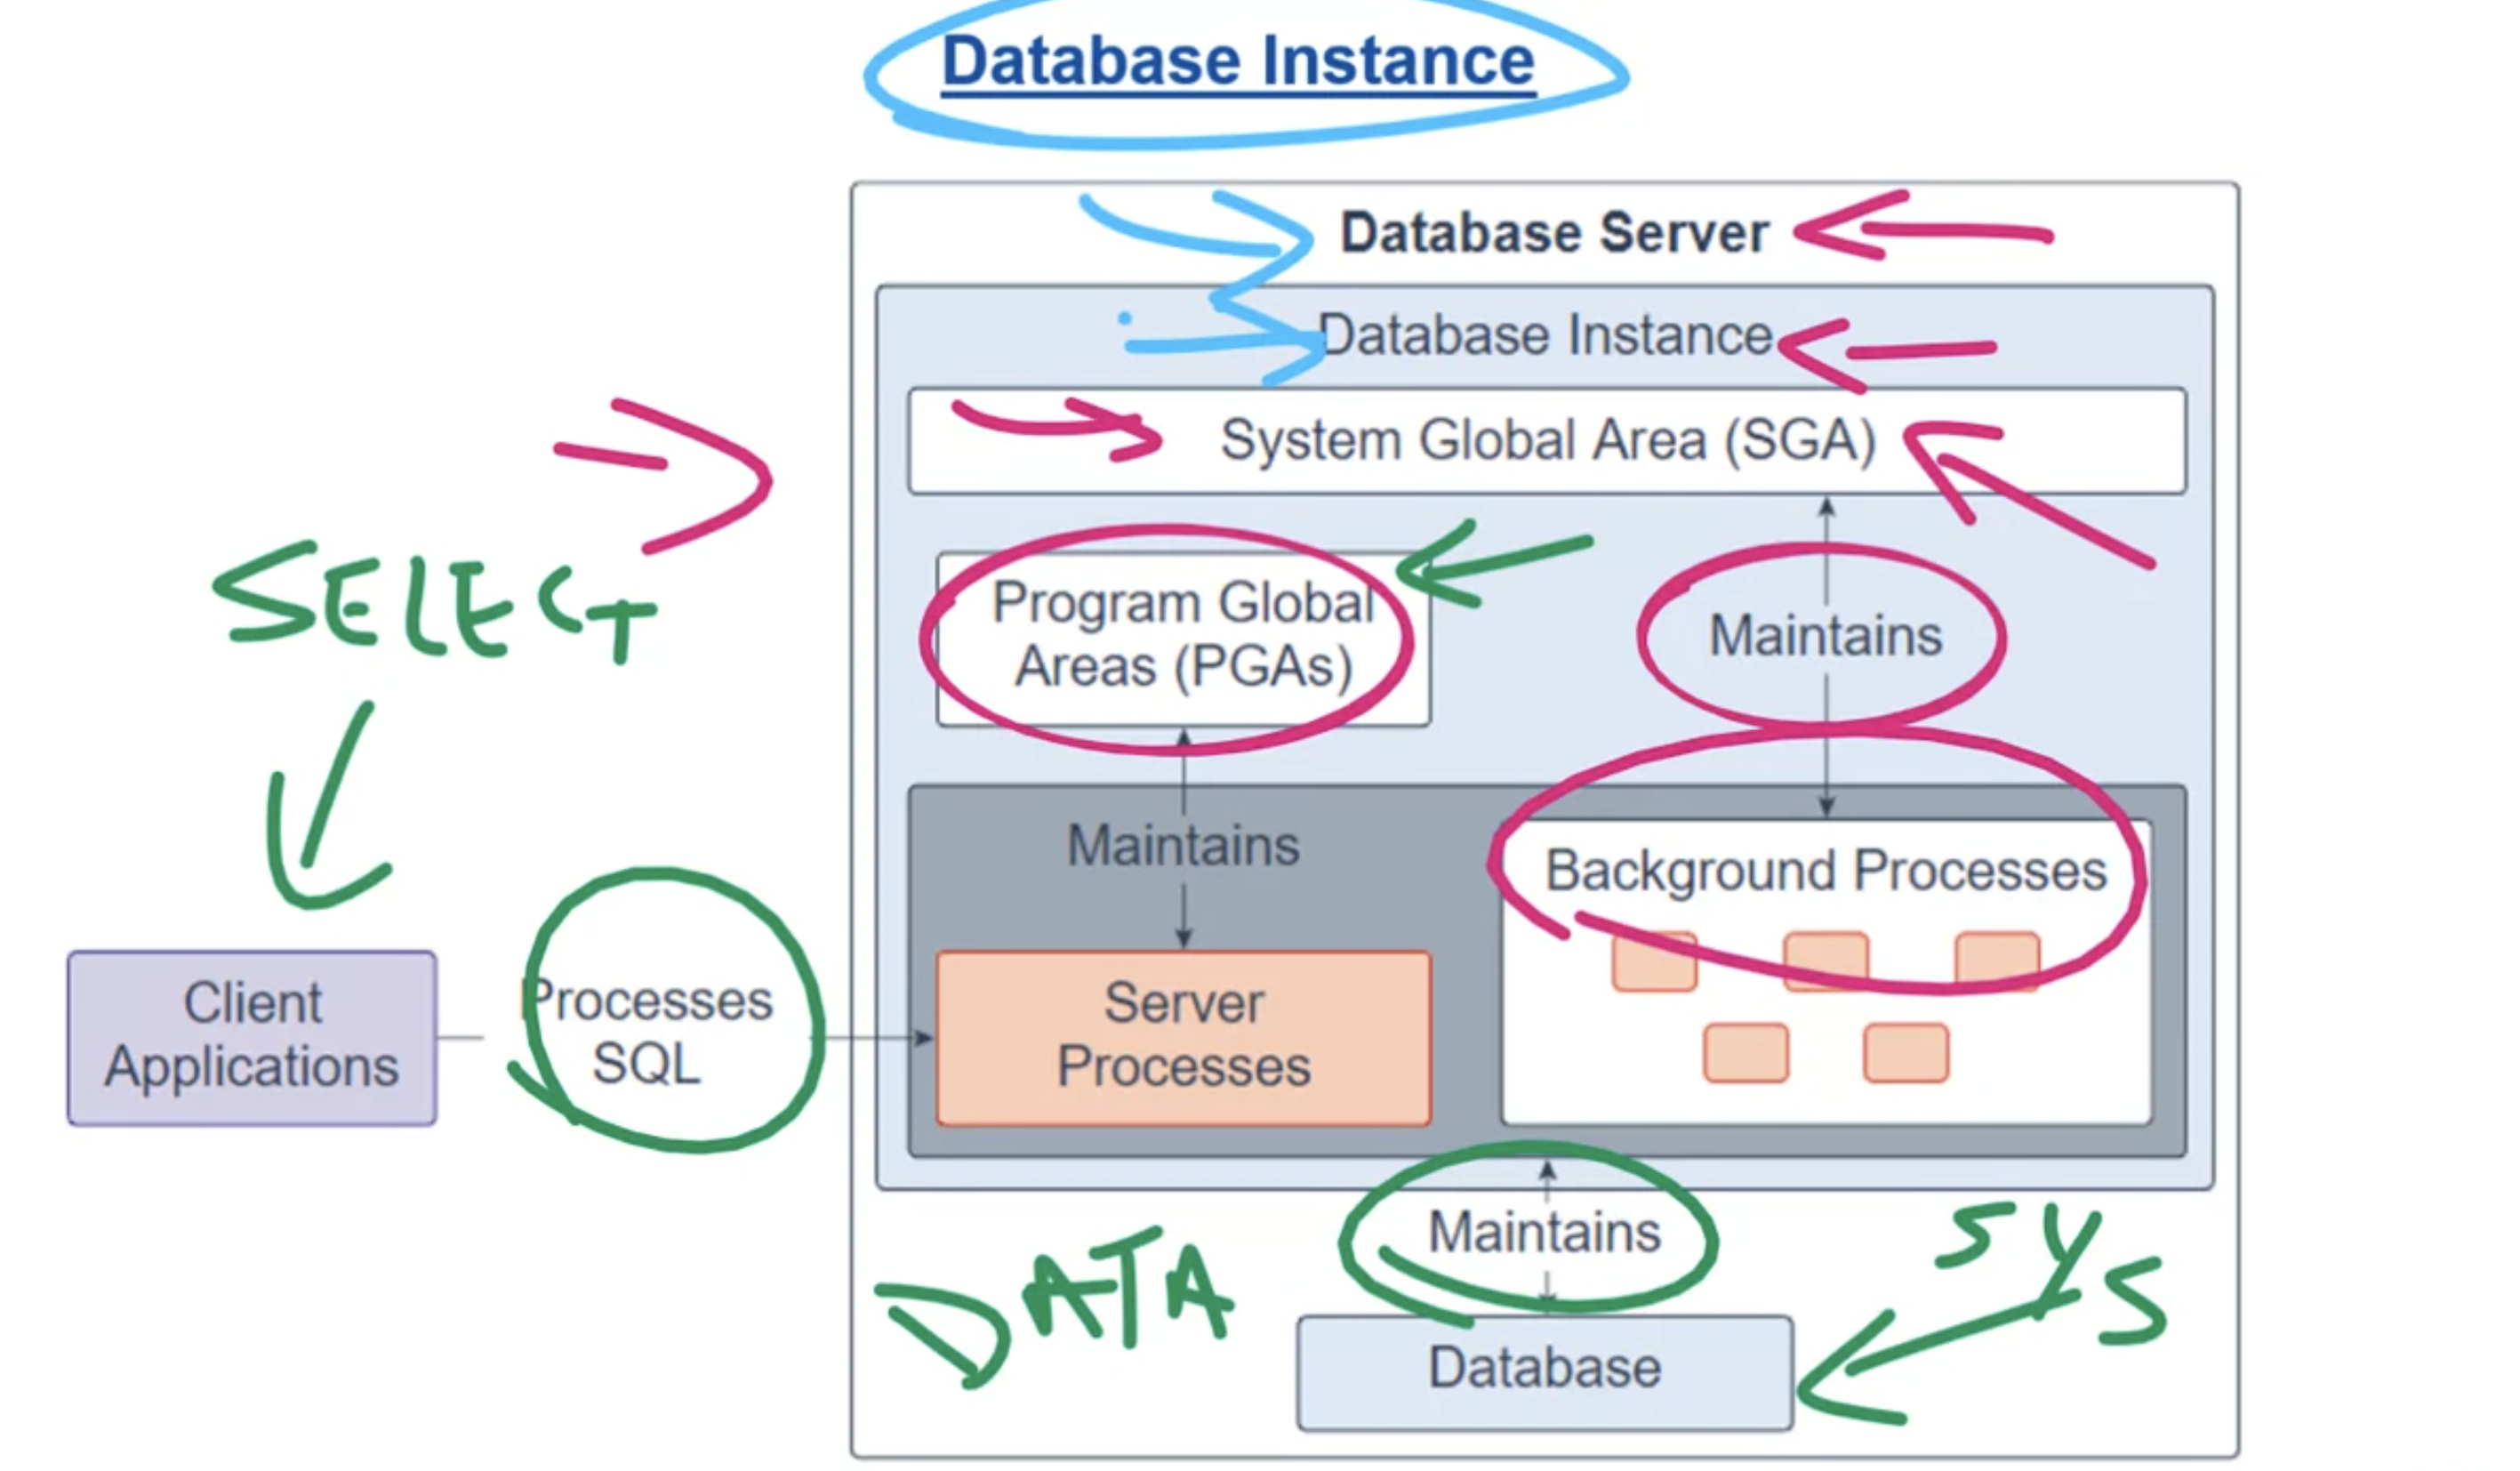 Database Instance
Database Server
Database Instance
System Global Area (SGA)
SELECT
Program Global
Areas (PGAs)
Maintains
Maintains
Background Processes
Client
Applications
Processes
SQL
Server
Processes
Maintains
SYS
DATA
Database